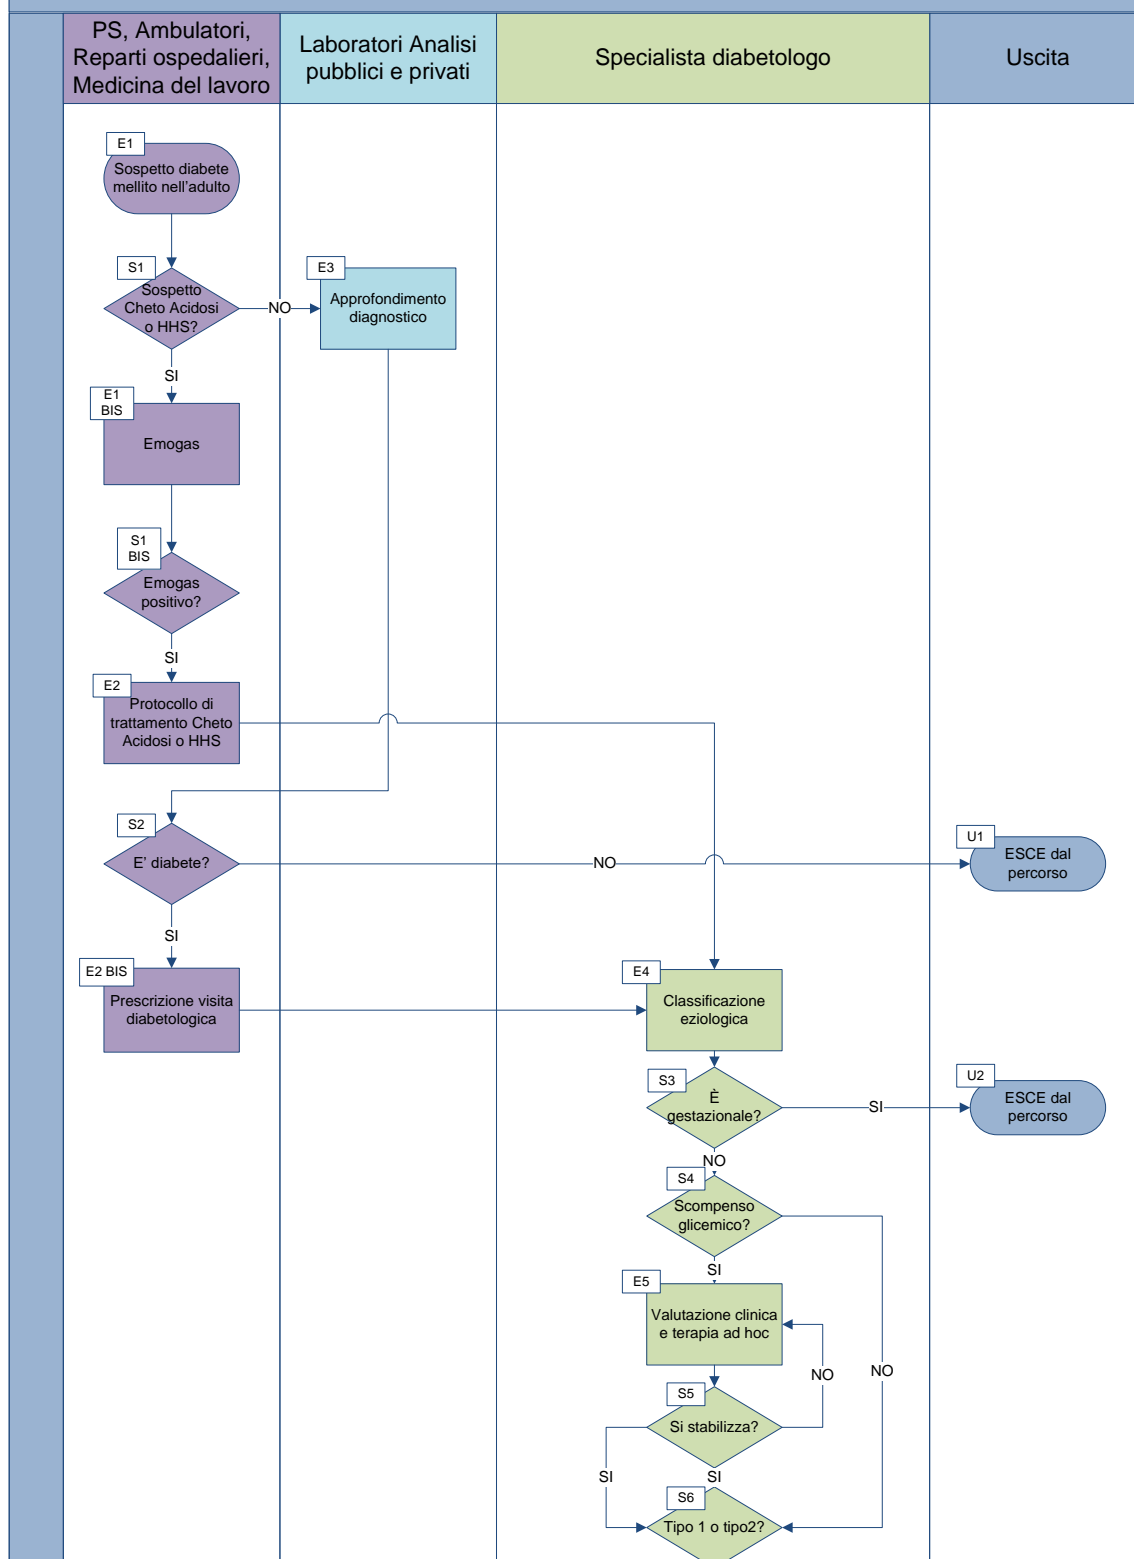 PS, Ambulatori,
Reparti ospedalieri,
Medicina del lavoro
Laboratori Analisi
pubblici e privati
Specialista diabetologo
Uscita
E1
Sospetto diabete
mellito nell'adulto
S1
Sospetto
Cheto Acidosi
o HHS?
NO
E3
Approfondimento
diagnostico
SI
E1
BIS
Emogas
S1
BIS
Emogas
positivo?
SI
E2
Protocollo di
trattamento Cheto
Acidosi o HHS
S2
E' diabete?
NO
U1
ESCE dal
percorso
SI
E2 BIS
Prescrizione visita
diabetologica
E4
Classificazione
eziologica
S3
È
gestazionale?
SI
U2
ESCE dal
percorso
NO
S4
Scompenso
glicemico?
SI
E5
Valutazione clinica
e terapia ad hoc
NO
NO
S5
Si stabilizza?
SI
SI
S6
Tipo 1 o tipo2?